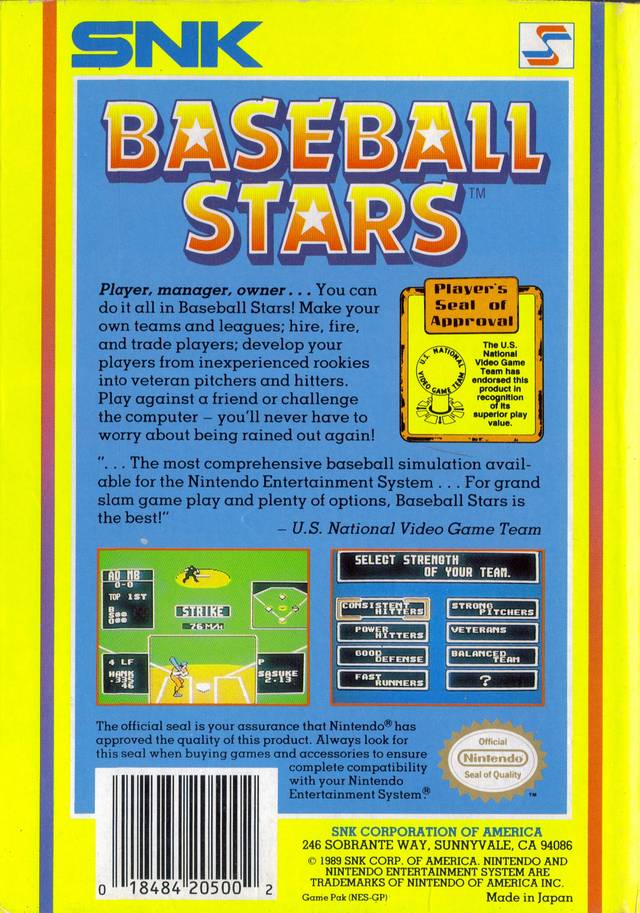 SNK
BASEBALL
STARS™
Player, manager, owner . . . You can
do it all in Baseball Stars! Make your
own teams and leagues; hire, fire,
and trade players; develop your
players from inexperienced rookies
into veteran pitchers and hitters.
Play against a friend or challenge
the computer – you'll never have to
worry about being rained out again!
Player's
Seal of
Approval
U.S. NATIONAL
VIDEO GAME TEAM
The U.S.
National
Video Game
Team has
endorsed this
product in
recognition
of its
superior play
value.
". . . The most comprehensive baseball simulation avail-
able for the Nintendo Entertainment System . . . For grand
slam game play and plenty of options, Baseball Stars is
the best!"
– U.S. National Video Game Team
0-0
TOP 1ST
STRIKE
76 M/H
4 LF
HANK
.335
46
P
SASUKE
2.13
SELECT STRENGTH
OF YOUR TEAM.
CONSISTENT
HITTERS
STRONG
PITCHERS
POWER
HITTERS
VETERANS
GOOD
DEFENSE
BALANCED
TEAM
FAST
RUNNERS
?
The official seal is your assurance that Nintendo® has
approved the quality of this product. Always look for
this seal when buying games and accessories to ensure
complete compatibility
with your Nintendo
Entertainment System.®
Official
Nintendo
Seal of Quality
™
0 18484 20500 2
SNK CORPORATION OF AMERICA
246 SOBRANTE WAY, SUNNYVALE, CA 94086
© 1989 SNK CORP. OF AMERICA. NINTENDO AND
NINTENDO ENTERTAINMENT SYSTEM ARE
TRADEMARKS OF NINTENDO OF AMERICA INC.
Game Pak (NES-GP)
Made in Japan